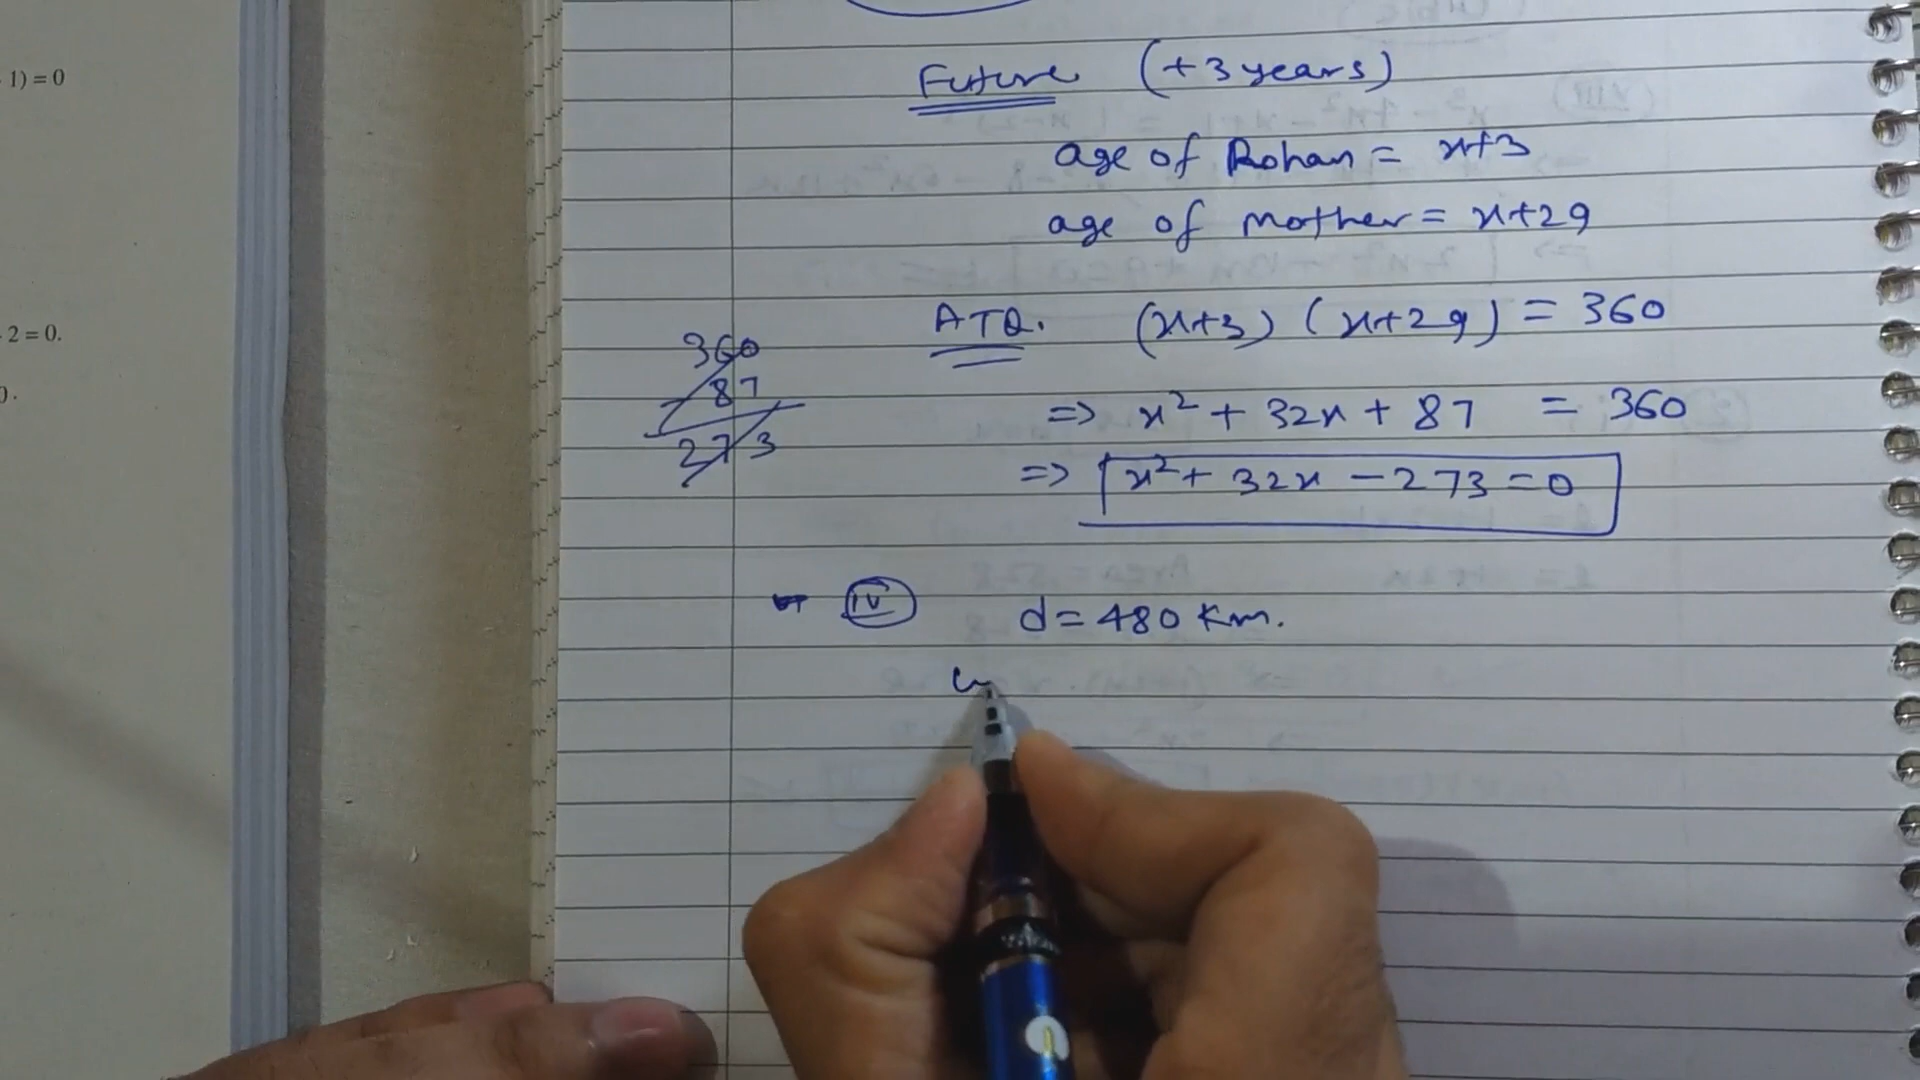 1) = 0
2 = 0.
0.
Future (+3 years)
age of Rohan = x+3
age of mother = x+29
ATQ. (x+3) (x+29) = 360
=> x² + 32x + 87 = 360
=> x² + 32x - 273 = 0
360
87
273
(IV) d = 480 Km.